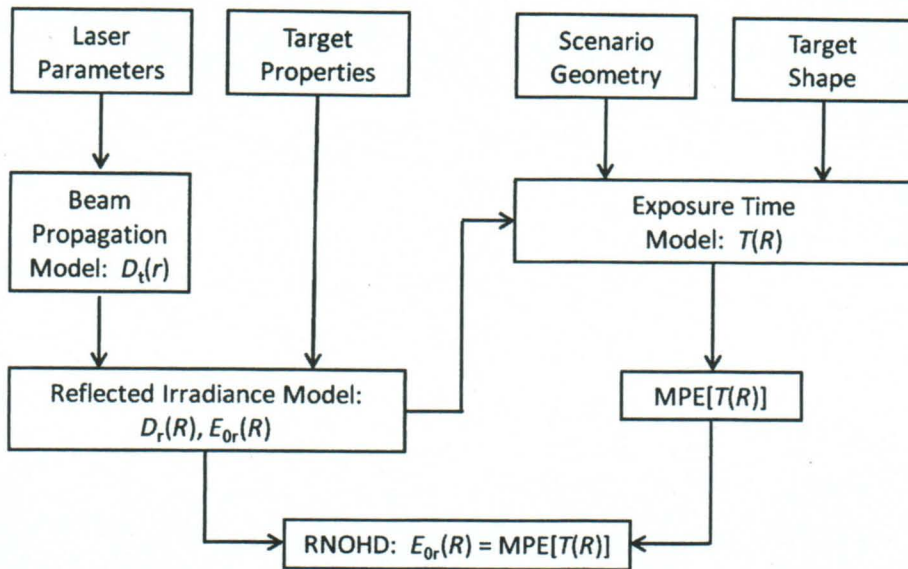 Laser
Parameters
Target
Properties
Scenario
Geometry
Target
Shape
Beam
Propagation
Model: Dt(r)
Exposure Time
Model: T(R)
Reflected Irradiance Model:
Dr(R), E0r(R)
MPE[T(R)]
RNOHD: E0r(R) = MPE[T(R)]